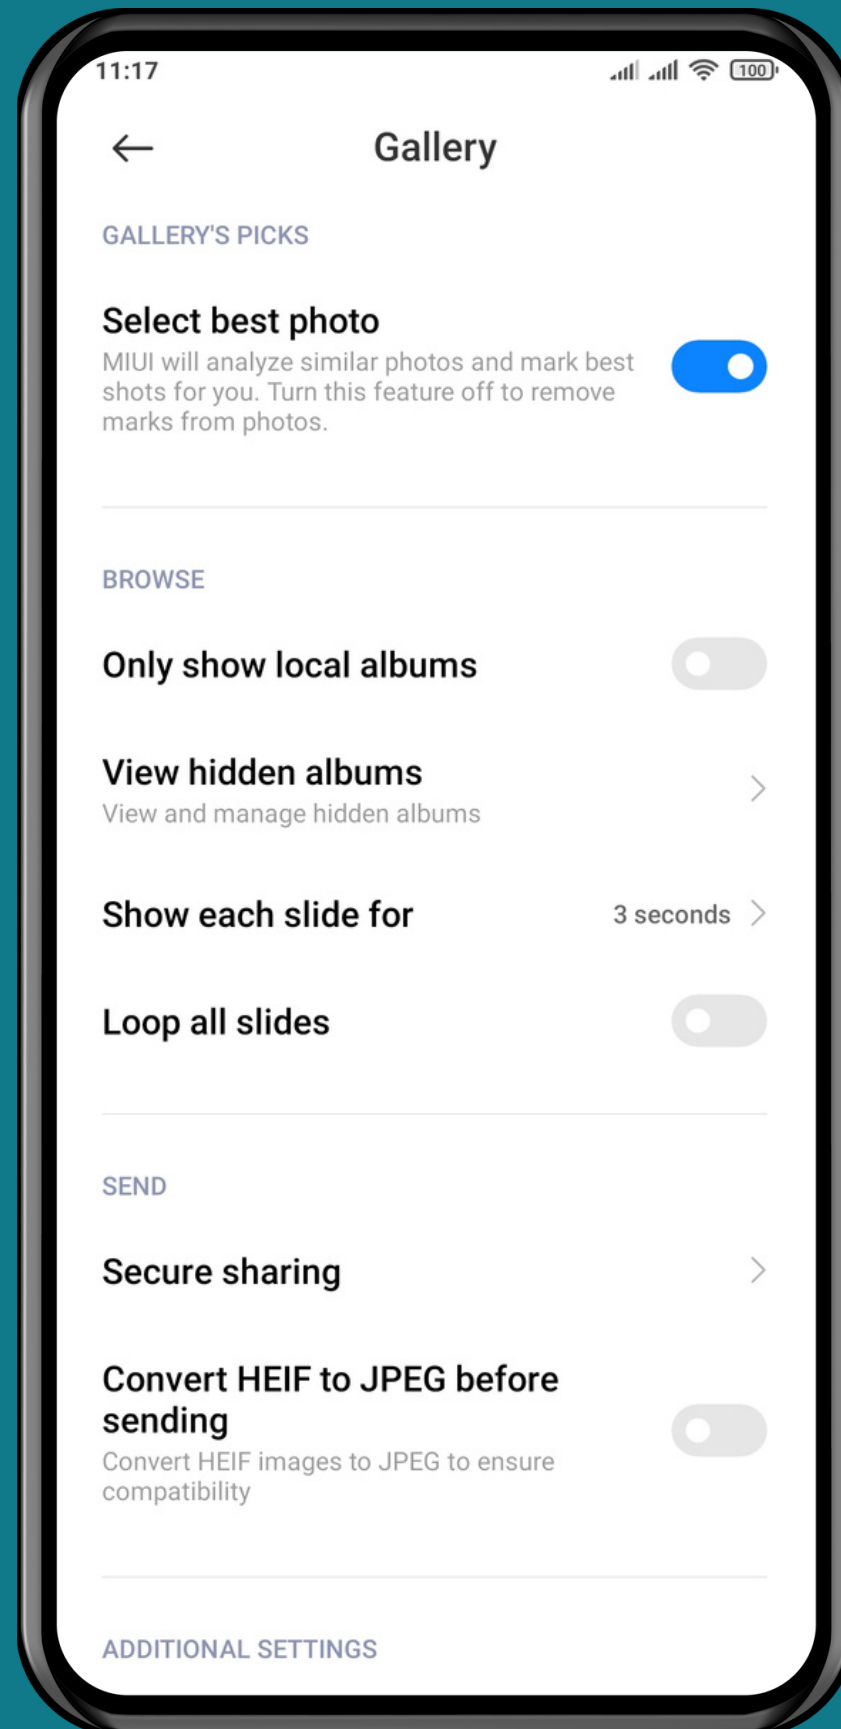 11:17 100
Gallery
GALLERY'S PICKS
Select best photo
MIUI will analyze similar photos and mark best
shots for you. Turn this feature off to remove
marks from photos.
BROWSE
Only show local albums
View hidden albums
View and manage hidden albums
Show each slide for 3 seconds
Loop all slides
SEND
Secure sharing
Convert HEIF to JPEG before
sending
Convert HEIF images to JPEG to ensure
compatibility
ADDITIONAL SETTINGS